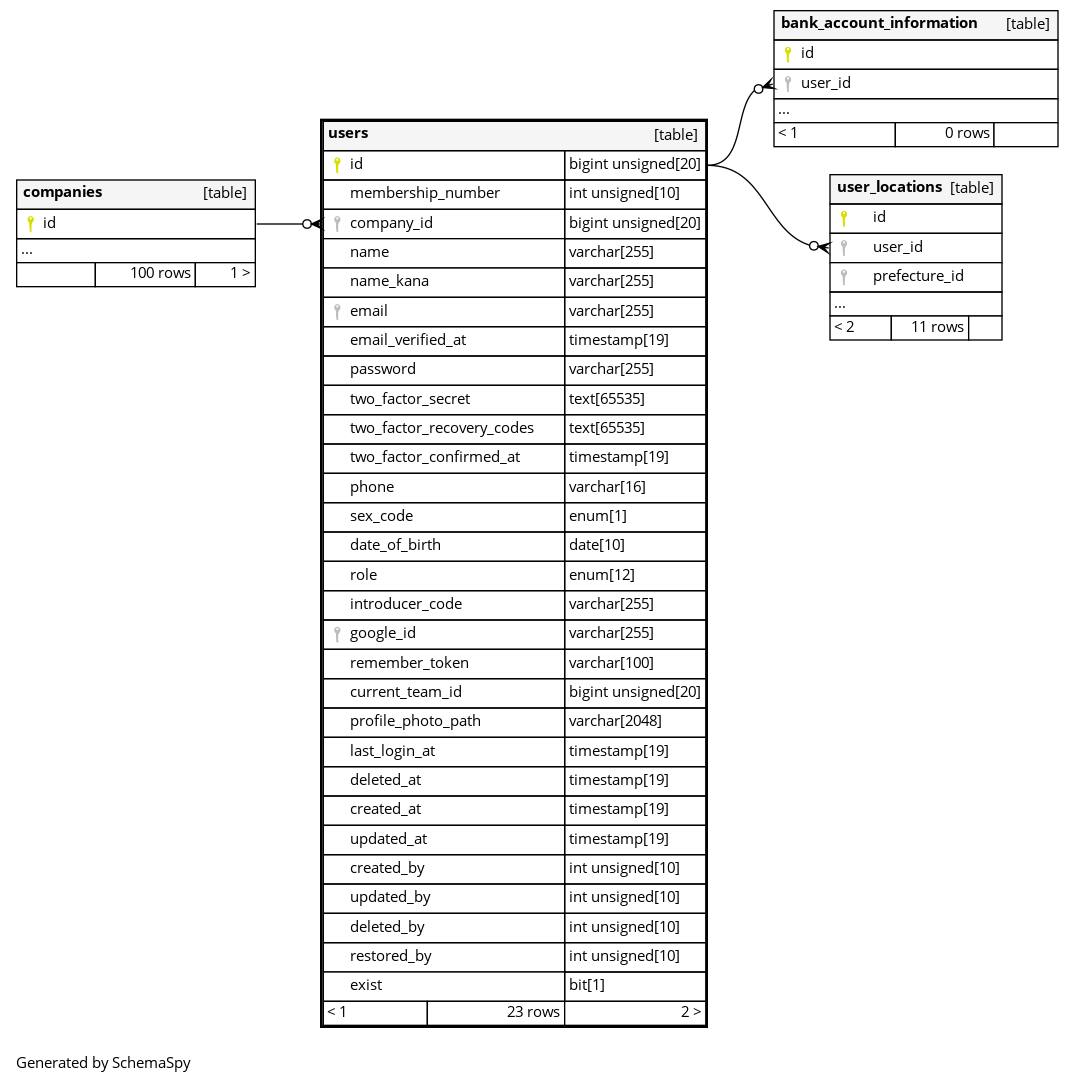 bank_account_information [table]
id
user_id
...
< 1 0 rows
users [table]
id bigint unsigned[20]
membership_number int unsigned[10]
company_id bigint unsigned[20]
name varchar[255]
name_kana varchar[255]
email varchar[255]
email_verified_at timestamp[19]
password varchar[255]
two_factor_secret text[65535]
two_factor_recovery_codes text[65535]
two_factor_confirmed_at timestamp[19]
phone varchar[16]
sex_code enum[1]
date_of_birth date[10]
role enum[12]
introducer_code varchar[255]
google_id varchar[255]
remember_token varchar[100]
current_team_id bigint unsigned[20]
profile_photo_path varchar[2048]
last_login_at timestamp[19]
deleted_at timestamp[19]
created_at timestamp[19]
updated_at timestamp[19]
created_by int unsigned[10]
updated_by int unsigned[10]
deleted_by int unsigned[10]
restored_by int unsigned[10]
exist bit[1]
< 1 23 rows 2 >
companies [table]
id
...
100 rows 1 >
user_locations [table]
id
user_id
prefecture_id
...
< 2 11 rows
Generated by SchemaSpy